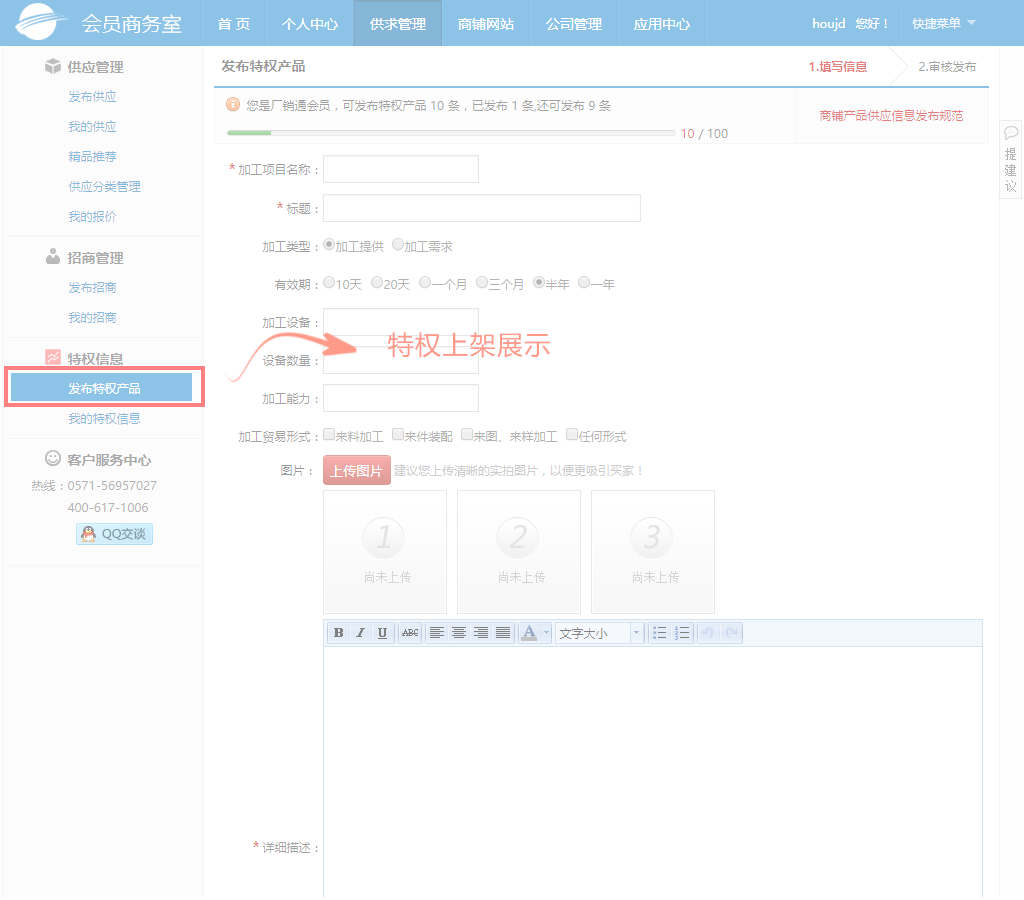 会员商务室 首 页 个人中心 供求管理 商铺网站 公司管理 应用中心 houjd 您好！ 快捷菜单
供应管理
发布供应
我的供应
精品推荐
供应分类管理
我的报价
招商管理
发布招商
我的招商
特权信息
发布特权产品
我的特权信息
客户服务中心
热线：0571-56957027
400-617-1006
QQ交谈
发布特权产品 1.填写信息 2.审核发布
您是厂销通会员，可发布特权产品 10 条，已发布 1 条,还可发布 9 条
10 / 100
商铺产品供应信息发布规范
提建议
*加工项目名称：
*标题：
加工类型：加工提供 加工需求
有效期：10天 20天 一个月 三个月 半年 一年
加工设备：
特权上架展示
设备数量：
加工能力：
加工贸易形式：来料加工 来件装配 来图、来样加工 任何形式
图片： 上传图片 建议您上传清晰的实拍图片，以便更吸引买家！
1 2 3
尚未上传 尚未上传 尚未上传
B I U ABC A 文字大小
*详细描述：